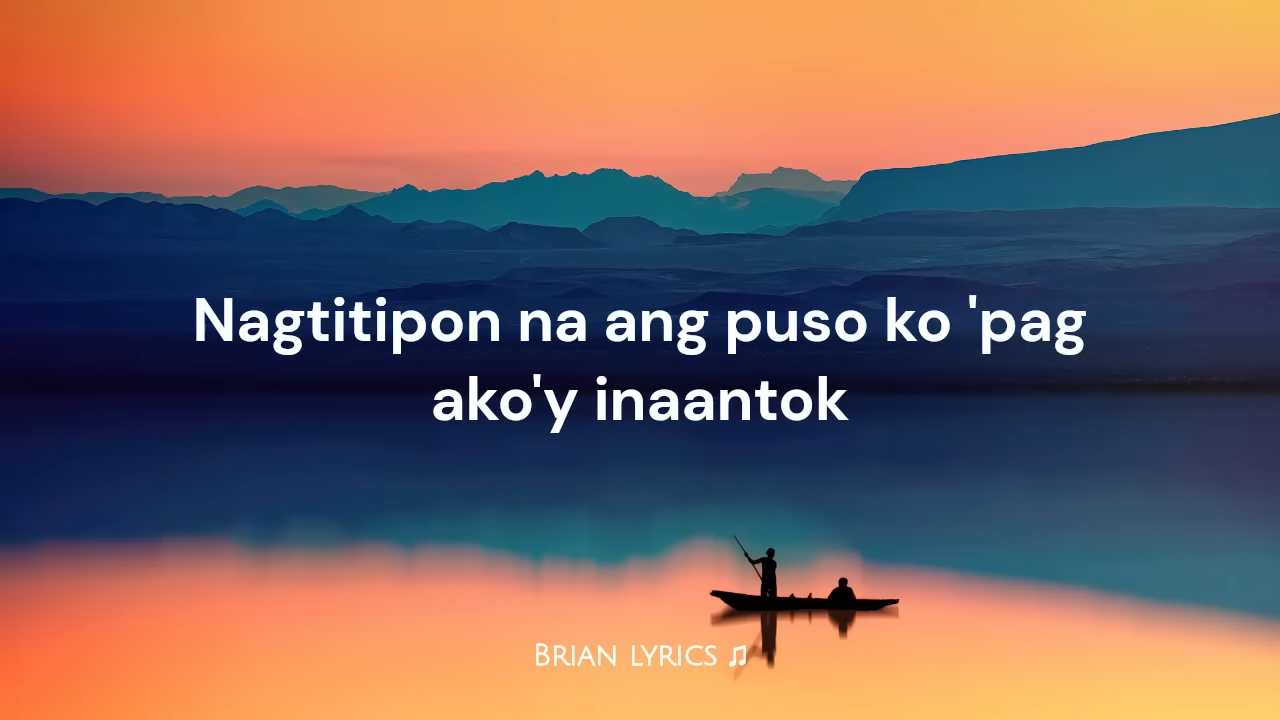 Nagtitipon na ang puso ko 'pag
ako'y inaantok
Brian lyrics ♫